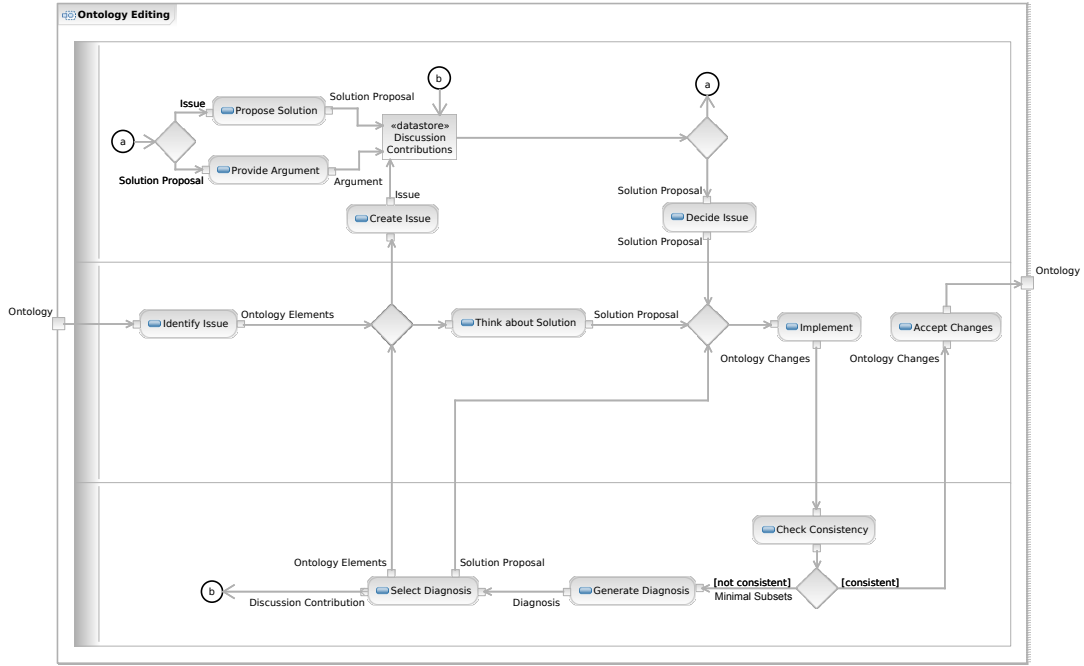 Ontology Editing
b
a
Issue
Propose Solution
Solution Proposal
«datastore»
Discussion
Contributions
a
Solution Proposal
Provide Argument
Argument
Issue
Create Issue
Solution Proposal
Decide Issue
Solution Proposal
Ontology
Ontology
Identify Issue
Ontology Elements
Think about Solution
Solution Proposal
Implement
Accept Changes
Ontology Changes
Ontology Changes
Check Consistency
Ontology Elements
Solution Proposal
b
Discussion Contribution
Select Diagnosis
Diagnosis
Generate Diagnosis
[not consistent]
Minimal Subsets
[consistent]